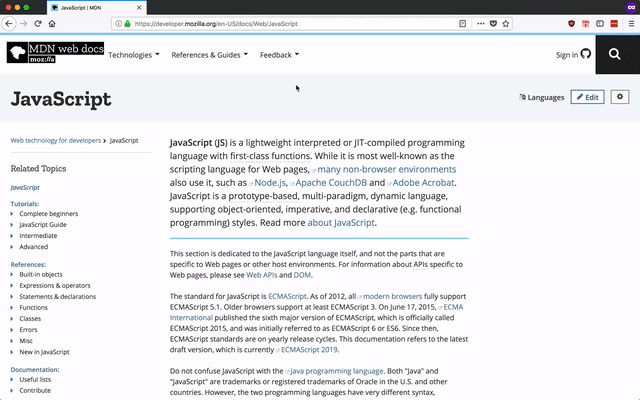 JavaScript | MDN
https://developer.mozilla.org/en-US/docs/Web/JavaScript
MDN web docs
moz://a
Technologies
References & Guides
Feedback
Sign in
JavaScript
Languages
Edit
Web technology for developers
JavaScript
Related Topics
JavaScript
Tutorials:
Complete beginners
JavaScript Guide
Intermediate
Advanced
References:
Built-in objects
Expressions & operators
Statements & declarations
Functions
Classes
Errors
Misc
New in JavaScript
Documentation:
Useful lists
Contribute
JavaScript (JS) is a lightweight interpreted or JIT-compiled programming
language with first-class functions. While it is most well-known as the
scripting language for Web pages, many non-browser environments
also use it, such as Node.js, Apache CouchDB and Adobe Acrobat.
JavaScript is a prototype-based, multi-paradigm, dynamic language,
supporting object-oriented, imperative, and declarative (e.g. functional
programming) styles. Read more about JavaScript.
This section is dedicated to the JavaScript language itself, and not the parts that are
specific to Web pages or other host environments. For information about APIs specific to
Web pages, please see Web APIs and DOM.
The standard for JavaScript is ECMAScript. As of 2012, all modern browsers fully support
ECMAScript 5.1. Older browsers support at least ECMAScript 3. On June 17, 2015, ECMA
International published the sixth major version of ECMAScript, which is officially called
ECMAScript 2015, and was initially referred to as ECMAScript 6 or ES6. Since then,
ECMAScript standards are on yearly release cycles. This documentation refers to the latest
draft version, which is currently ECMAScript 2019.
Do not confuse JavaScript with the Java programming language. Both "Java" and
"JavaScript" are trademarks or registered trademarks of Oracle in the U.S. and other
countries. However, the two programming languages have very different syntax,